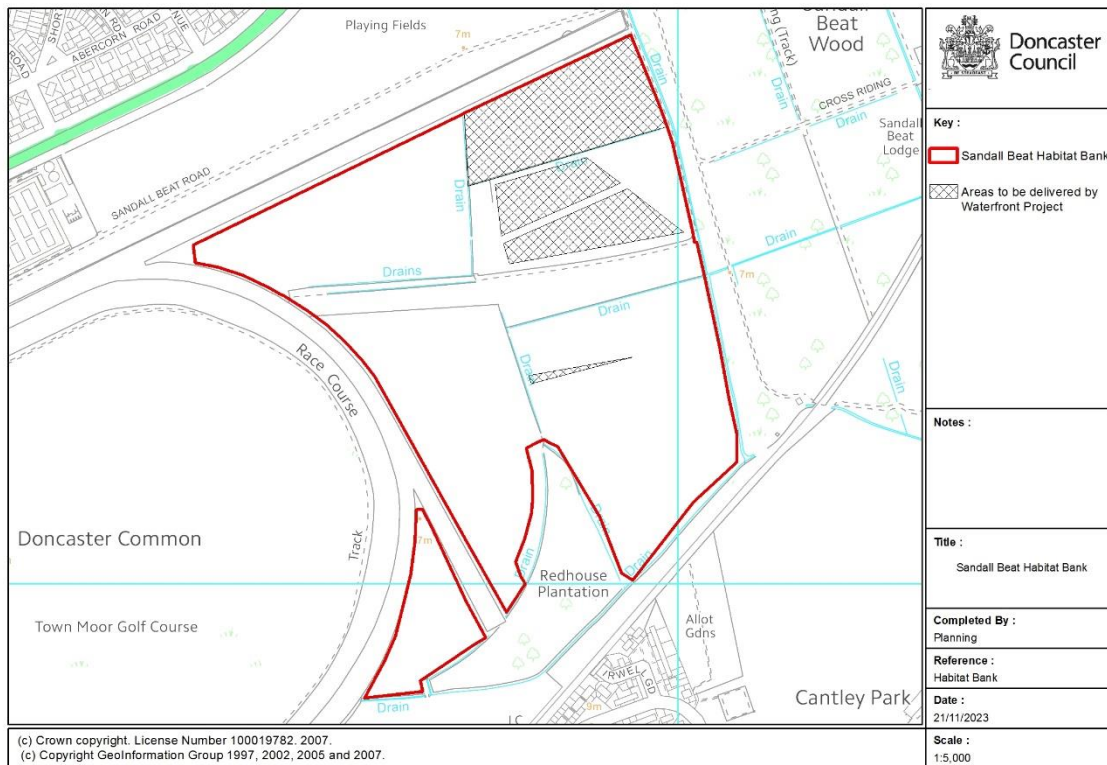 SHORT
ROAD
ABERCORN ROAD
NUE
ROAD
Playing Fields
7m
Beat
Wood
ng (Track)
Drain
Drain
CROSS RIDING
Drain
Sandall
Beat
Lodge
SANDALL BEAT ROAD
Drain
Drain
Drains
Drain
7m
Drain
Drain
Drain
Race Course
Track
Doncaster Common
7m
Drain
Drain
Drain
Redhouse
Plantation
Town Moor Golf Course
Allot
Gdns
IRWELL GD
9m
Cantley Park
Drain
LC
Doncaster
Council
Key :
Sandall Beat Habitat Bank
Areas to be delivered by
Waterfront Project
Notes :
Title :
Sandall Beat Habitat Bank
Completed By :
Planning
Reference :
Habitat Bank
Date :
21/11/2023
Scale :
1:5,000
(c) Crown copyright. License Number 100019782. 2007.
(c) Copyright GeoInformation Group 1997, 2002, 2005 and 2007.